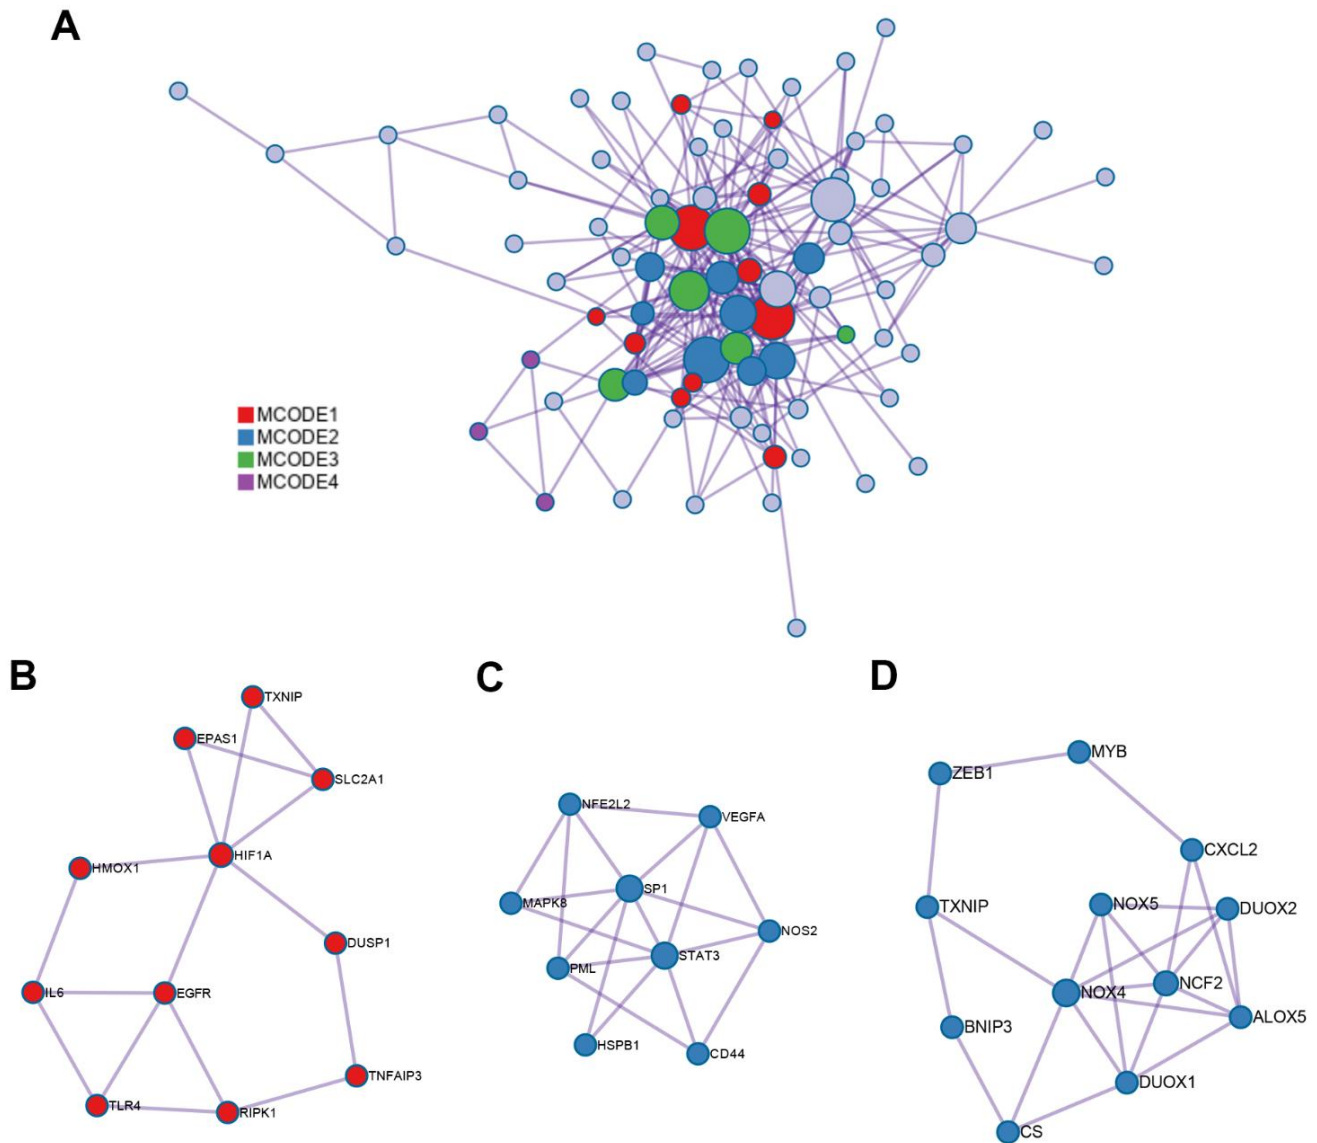 A
MCODE1
MCODE2
MCODE3
MCODE4
B
TXNIP
EPAS1
SLC2A1
HIF1A
HMOX1
DUSP1
IL6
EGFR
TNFAIP3
TLR4
RIPK1
C
NFE2L2
VEGFA
SP1
MAPK8
NOS2
STAT3
PML
HSPB1
CD44
D
MYB
ZEB1
CXCL2
TXNIP
NOX5
DUOX2
NCF2
NOX4
ALOX5
BNIP3
DUOX1
CS